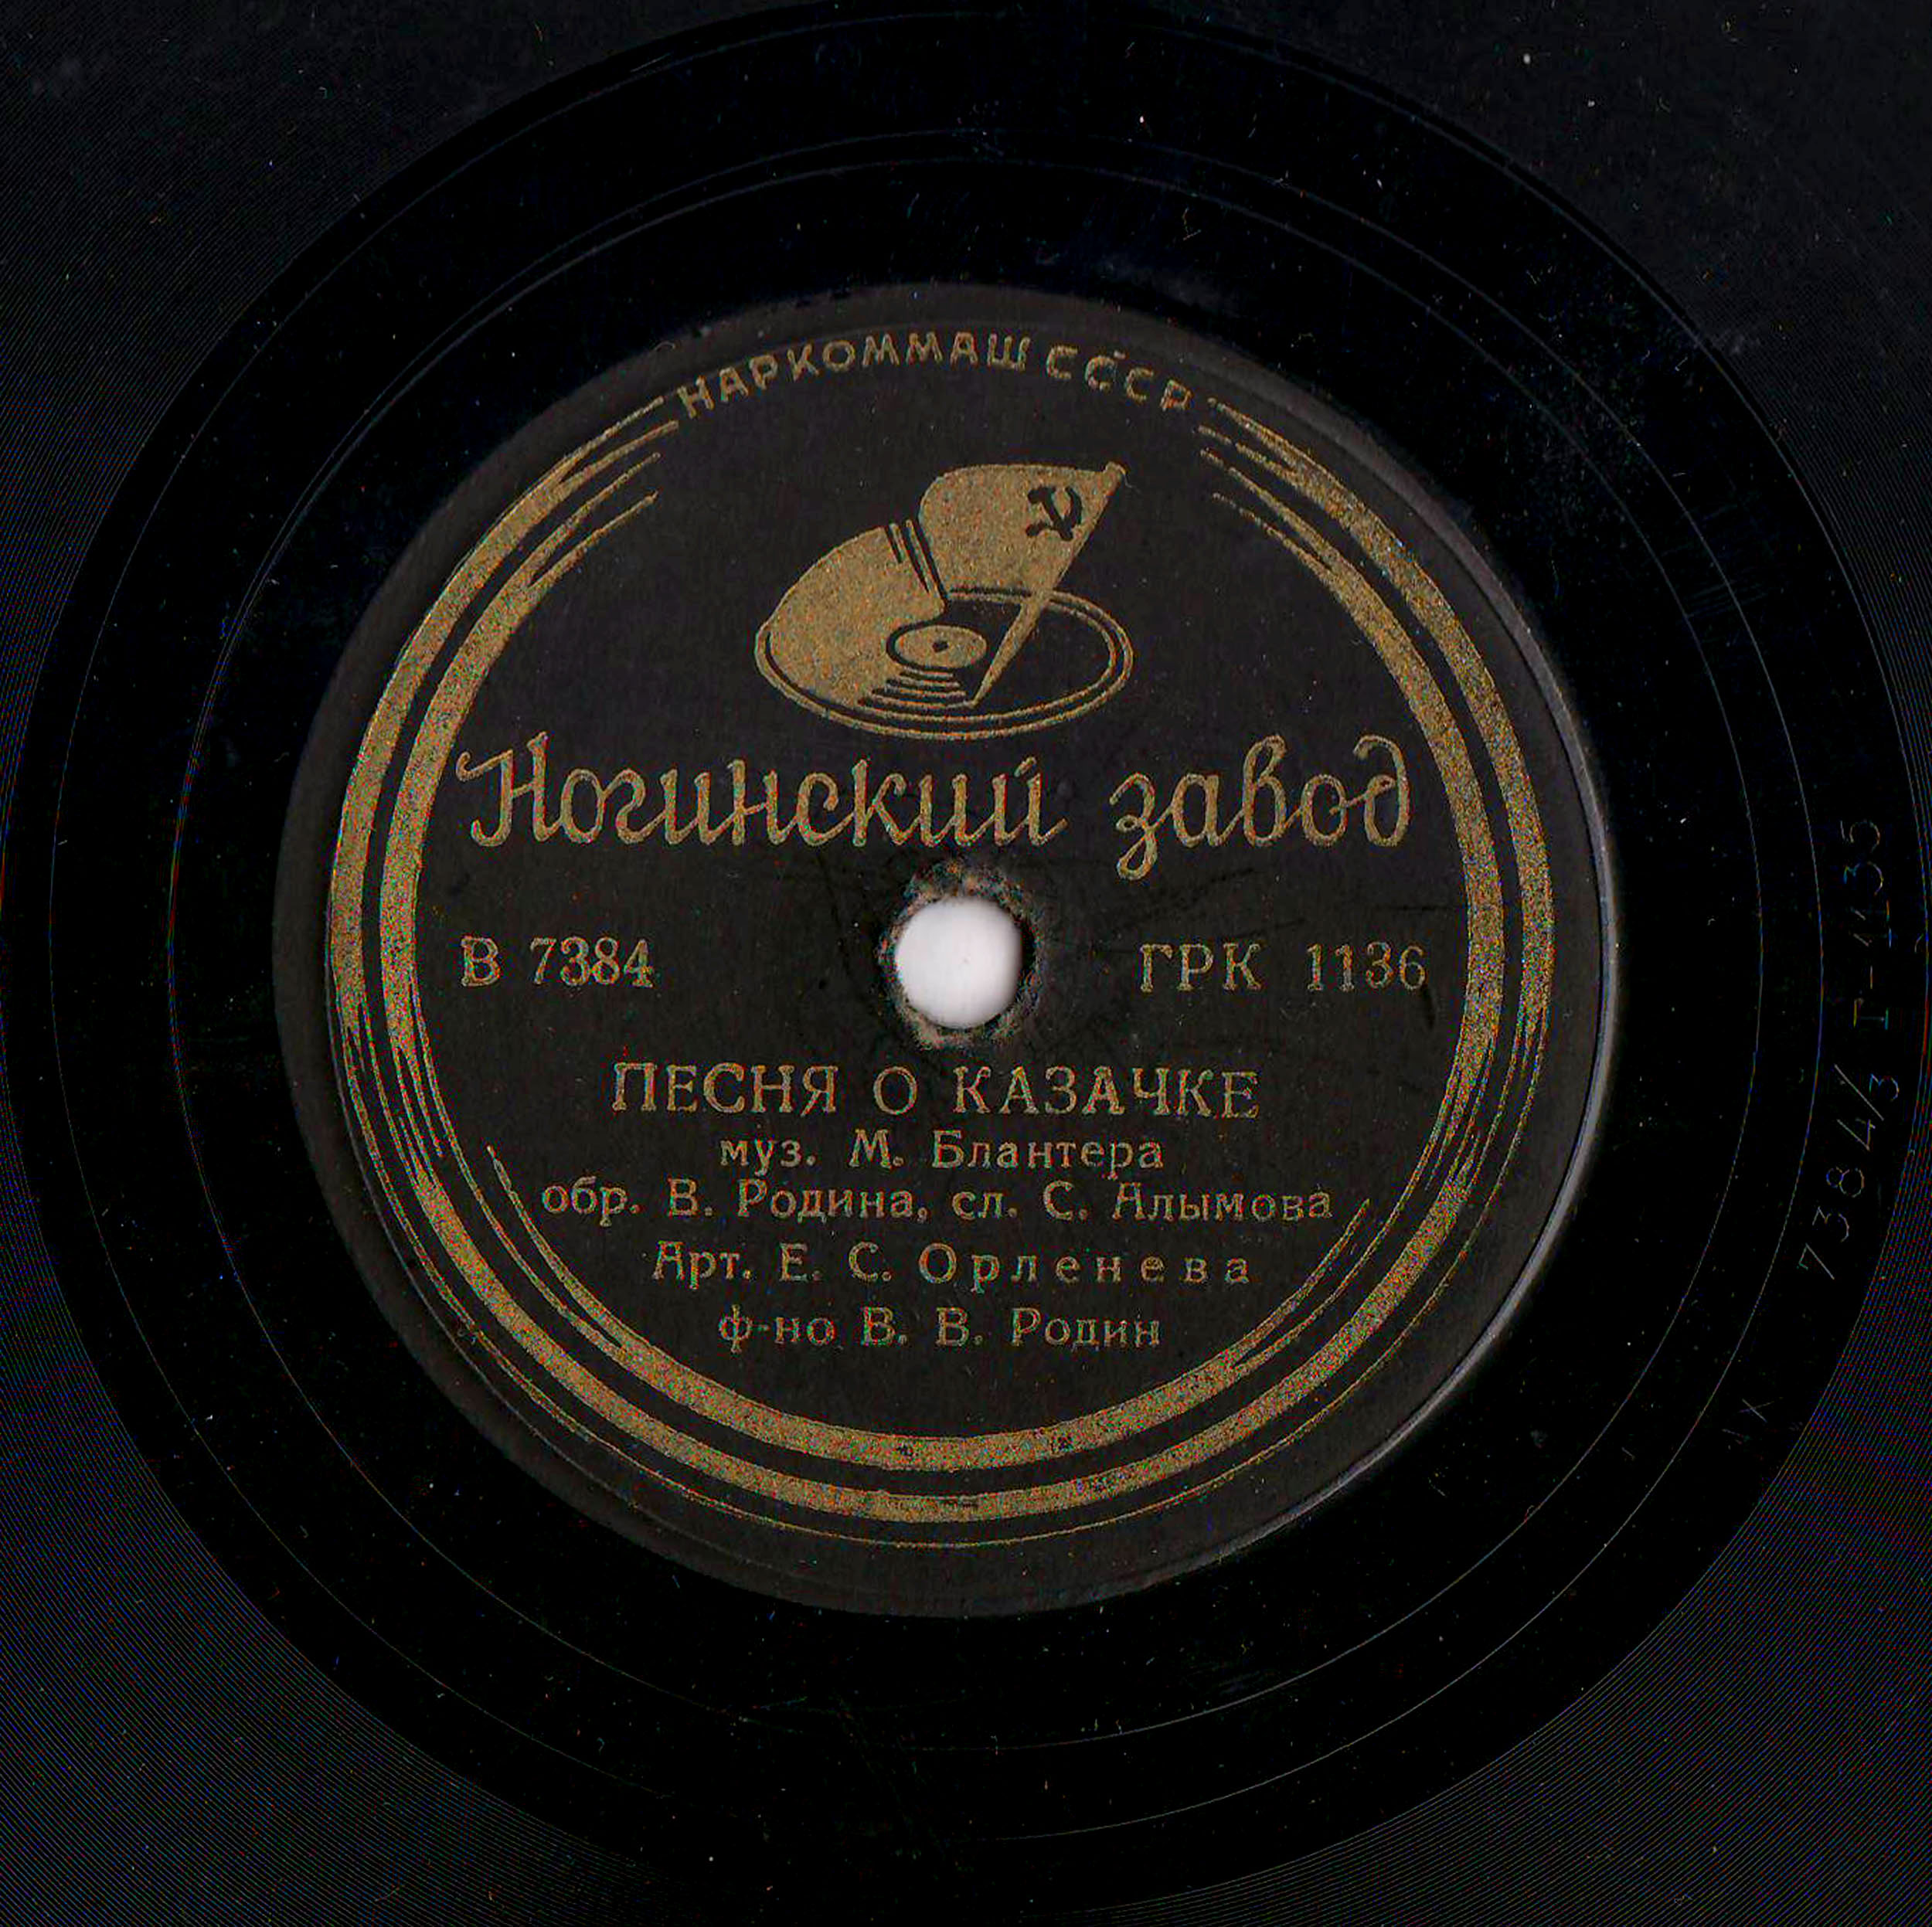 НАРКОММАШ СССР
Ногинский завод
В 7384
ГРК 1136
ПЕСНЯ О КАЗАЧКЕ
муз. М. Блантера
обр. В. Родина, сл. С. Алымова
Арт. Е. С. Орленева
ф-но В. В. Родин
7384/3 Г-1135